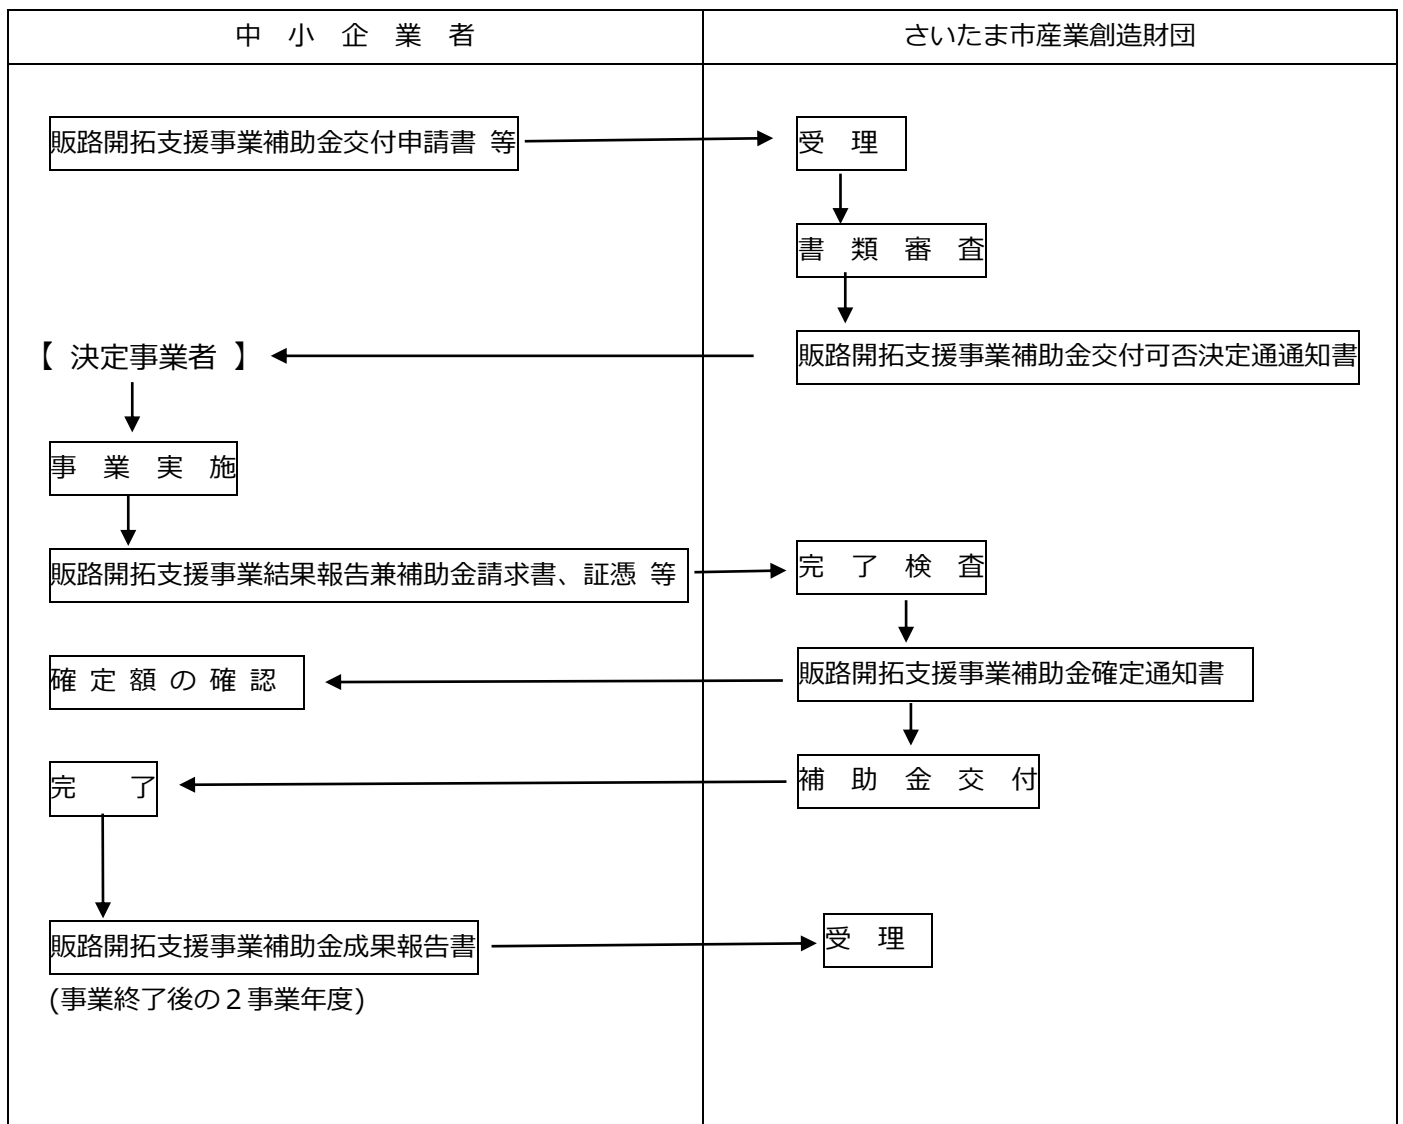 中　小　企　業　者
さいたま市産業創造財団
販路開拓支援事業補助金交付申請書 等
受　理
書　類　審　査
販路開拓支援事業補助金交付可否決定通通知書
【 決定事業者 】
事　業　実　施
販路開拓支援事業結果報告兼補助金請求書、証憑 等
完　了　検　査
販路開拓支援事業補助金確定通知書
確 定 額 の 確 認
補　助　金　交　付
完　　了
販路開拓支援事業補助金成果報告書
受　理
(事業終了後の２事業年度)